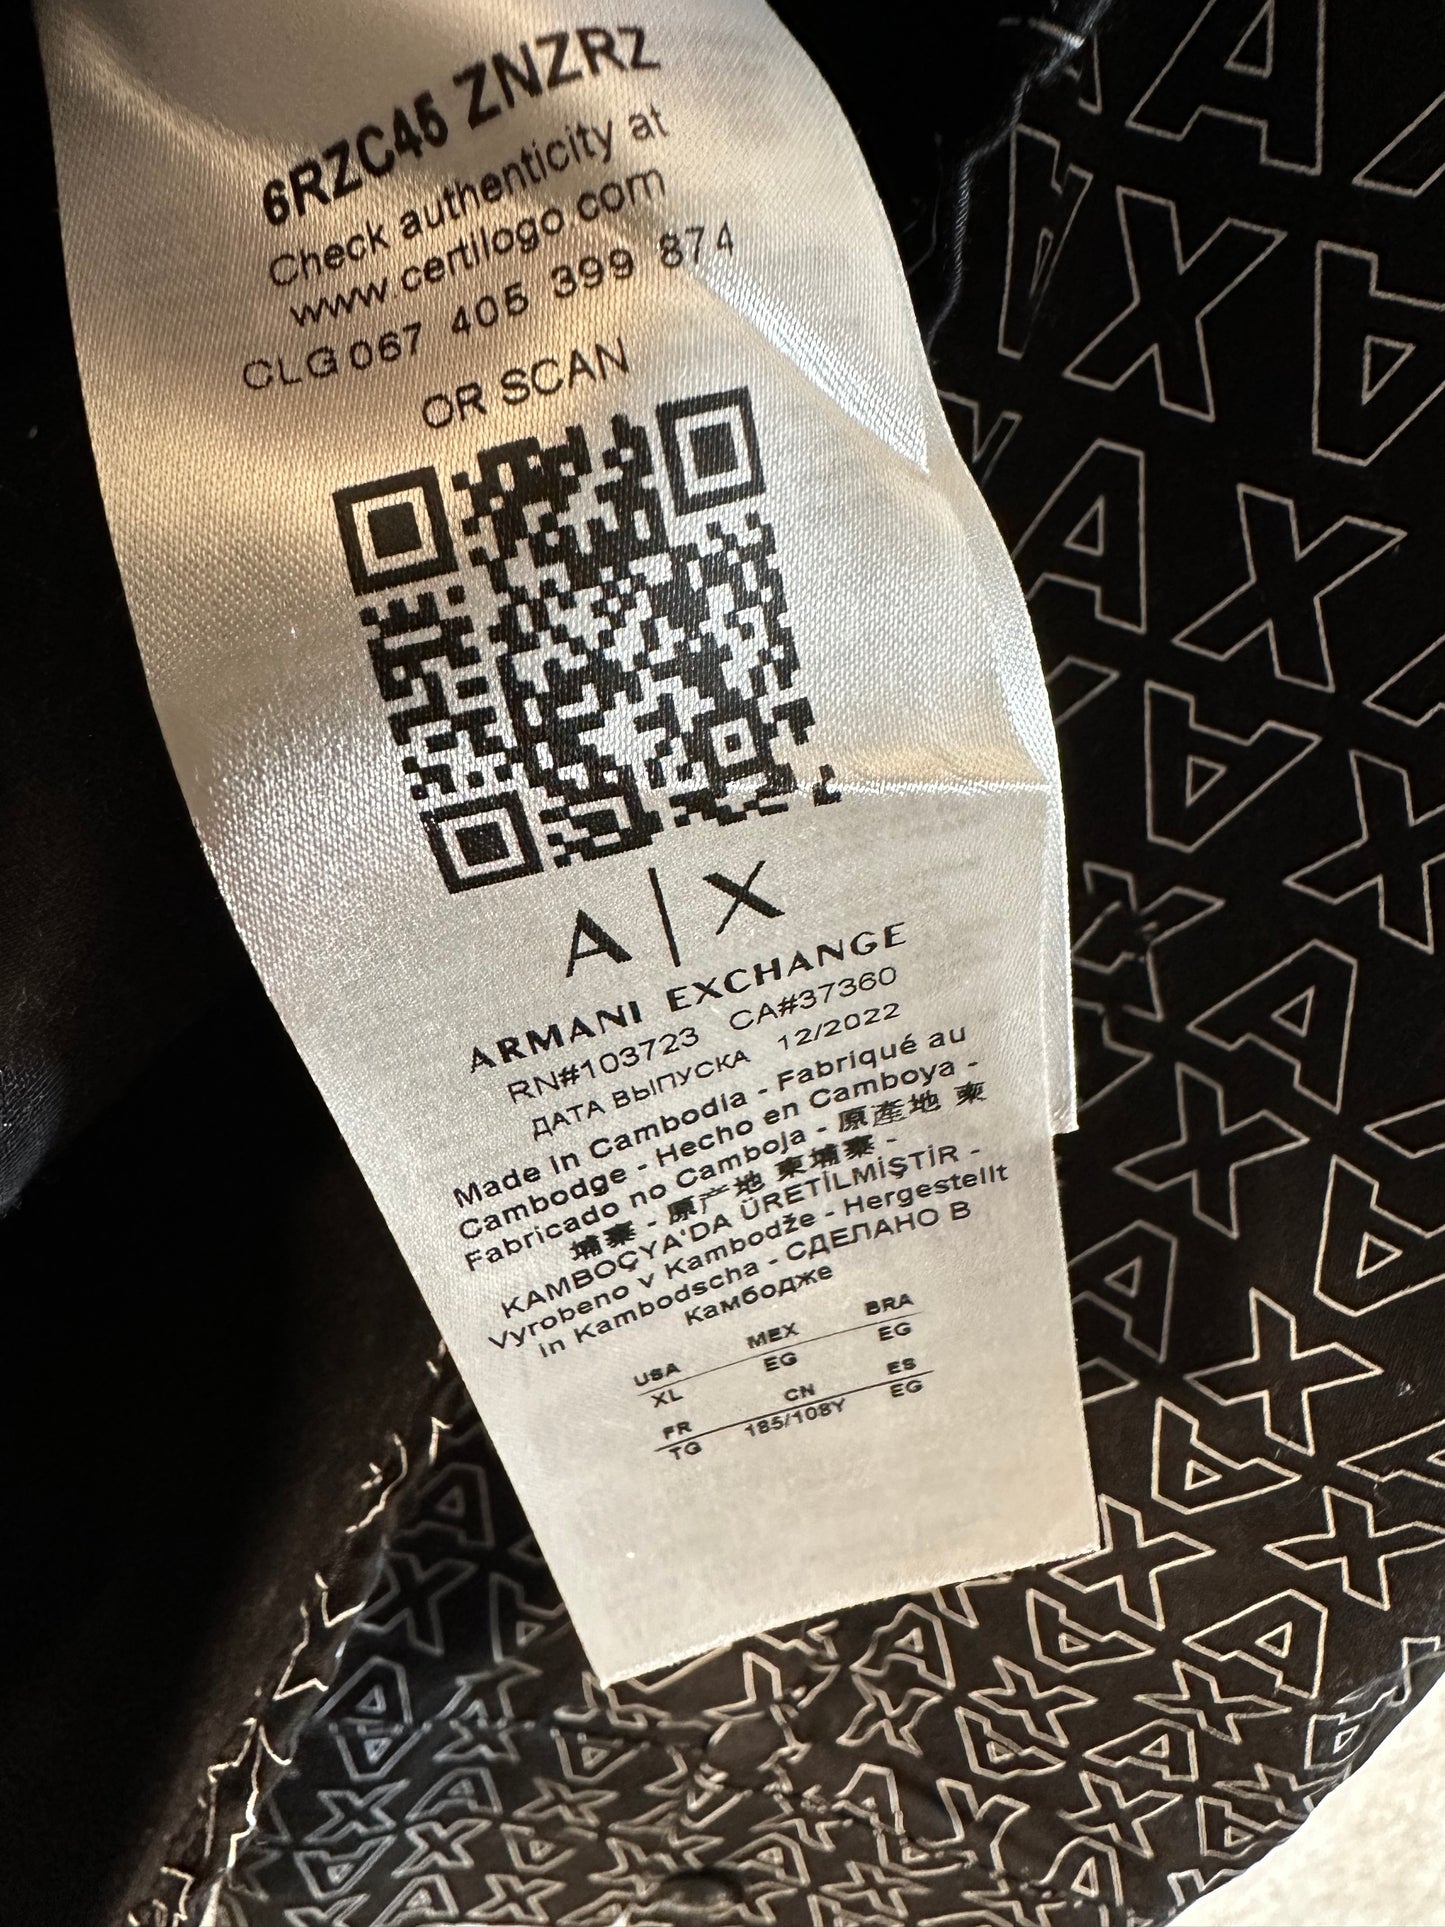 6RZC45 ZNZRZ
Check authenticity at
www.certilogo.com
CLG 067 405 399 874
OR SCAN
A|X
ARMANI EXCHANGE
RN#103723 CA#37360
ДАТА ВЫПУСКА 12/2022
Made in Cambodia - Fabriqué au
Cambodge - Hecho en Camboya -
Fabricado no Camboja - 原産地 柬
埔寨 - 原产地 柬埔寨 -
KAMBOÇYA'DA ÜRETİLMİŞTİR -
Vyrobeno v Kambodže - Hergestellt
in Kambodscha - СДЕЛАНО В
Камбодже
USA MEX BRA
XL EG EG
FR CN ES
TG 185/108Y EG